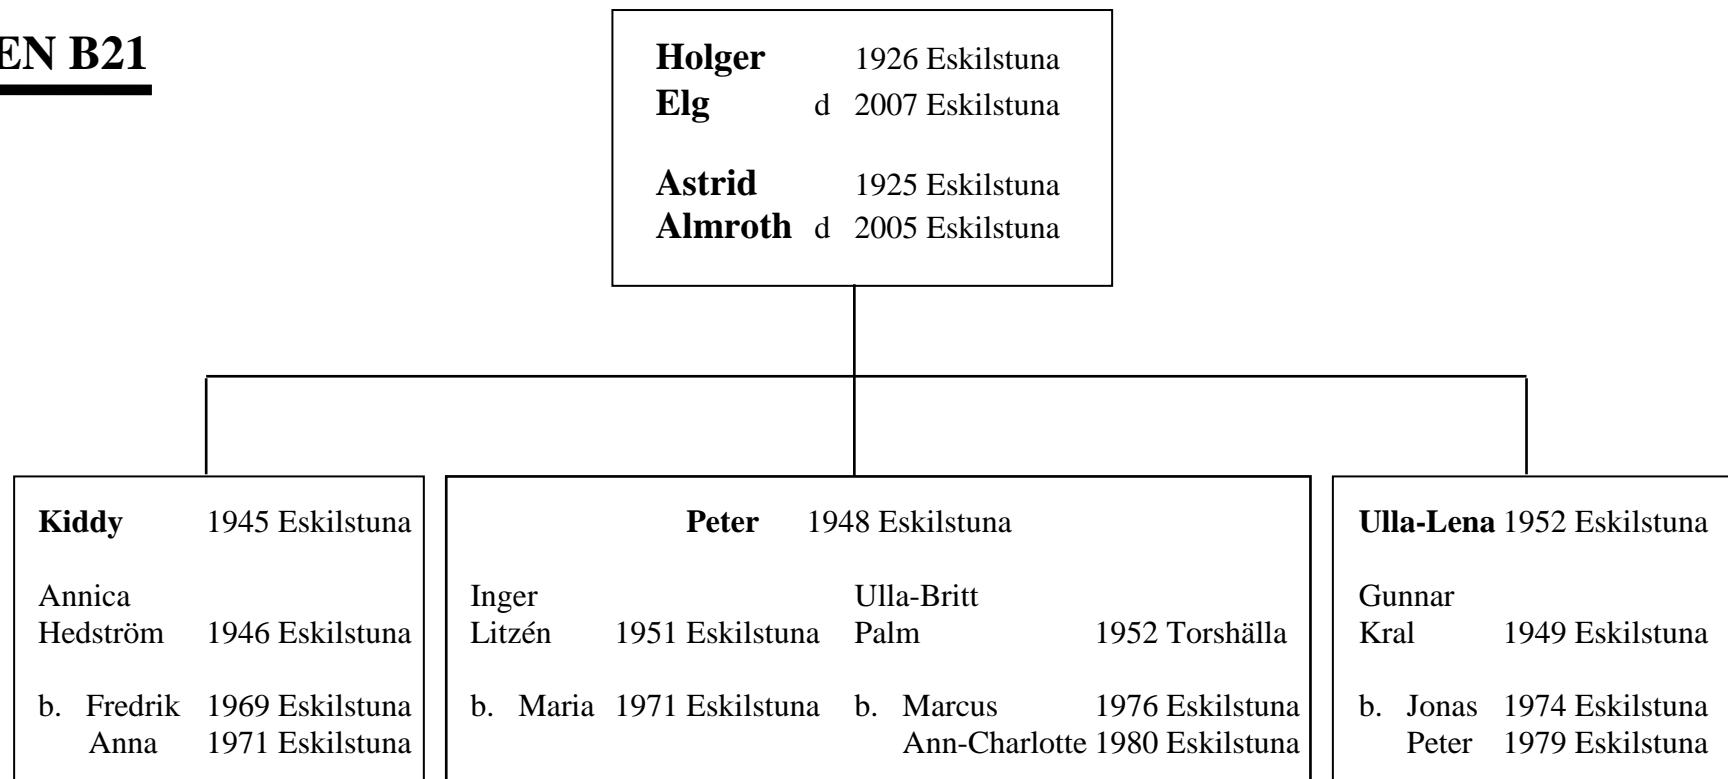 EN B21
Holger 1926 Eskilstuna
Elg d 2007 Eskilstuna
Astrid 1925 Eskilstuna
Almroth d 2005 Eskilstuna
Kiddy 1945 Eskilstuna
Annica
Hedström 1946 Eskilstuna
b. Fredrik 1969 Eskilstuna
Anna 1971 Eskilstuna
Peter 1948 Eskilstuna
Inger
Litzén 1951 Eskilstuna
b. Maria 1971 Eskilstuna
Ulla-Britt
Palm 1952 Torshälla
b. Marcus 1976 Eskilstuna
Ann-Charlotte 1980 Eskilstuna
Ulla-Lena 1952 Eskilstuna
Gunnar
Kral 1949 Eskilstuna
b. Jonas 1974 Eskilstuna
Peter 1979 Eskilstuna